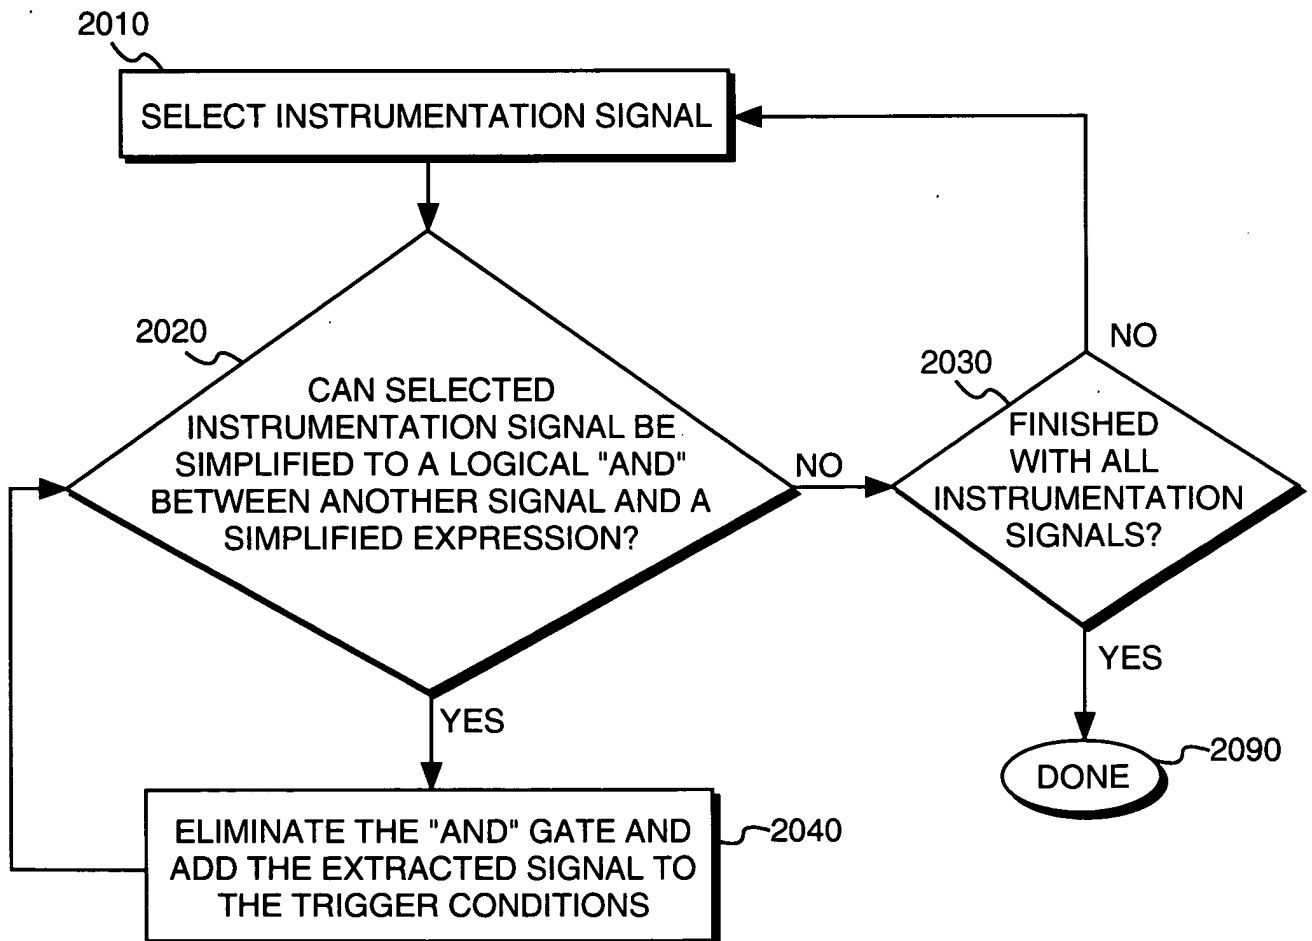 2010
SELECT INSTRUMENTATION SIGNAL
2020
CAN SELECTED
INSTRUMENTATION SIGNAL BE
SIMPLIFIED TO A LOGICAL "AND"
BETWEEN ANOTHER SIGNAL AND A
SIMPLIFIED EXPRESSION?
NO
2030
NO
FINISHED
WITH ALL
INSTRUMENTATION
SIGNALS?
YES
DONE
2090
YES
ELIMINATE THE "AND" GATE AND
ADD THE EXTRACTED SIGNAL TO
THE TRIGGER CONDITIONS
2040